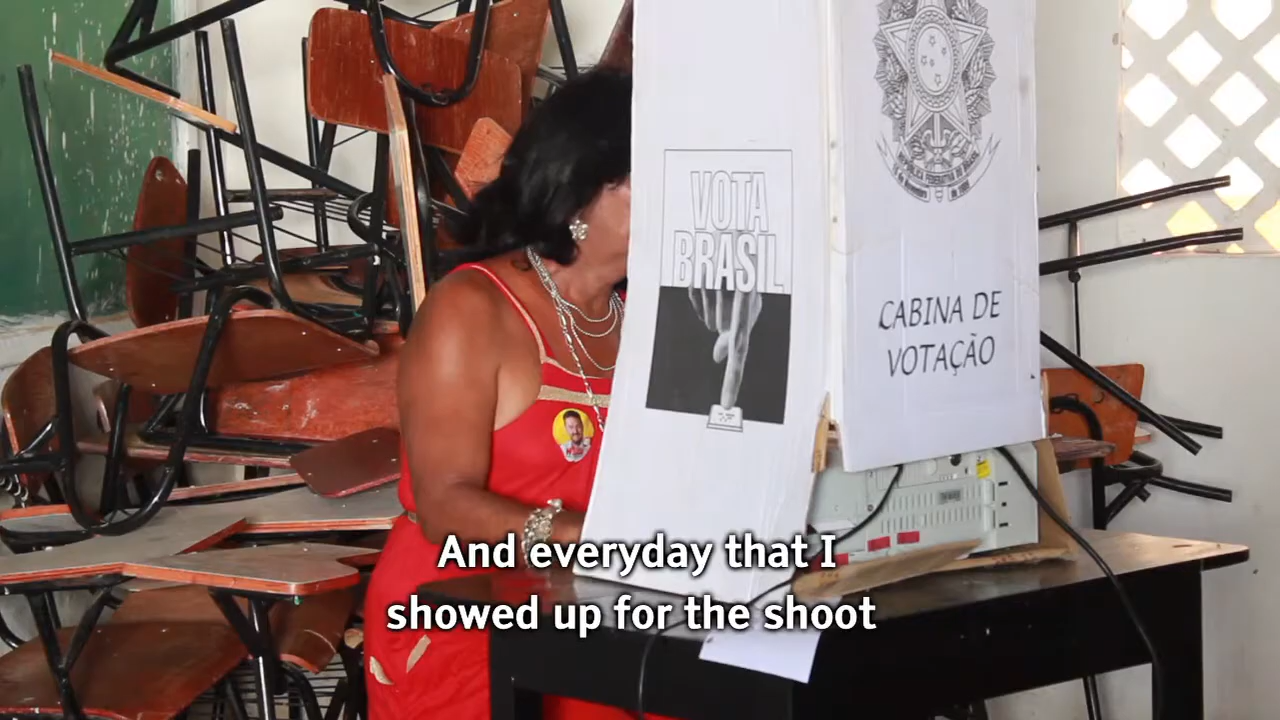 VOTA
BRASIL
CABINA DE
VOTAÇÃO
And everyday that I
showed up for the shoot